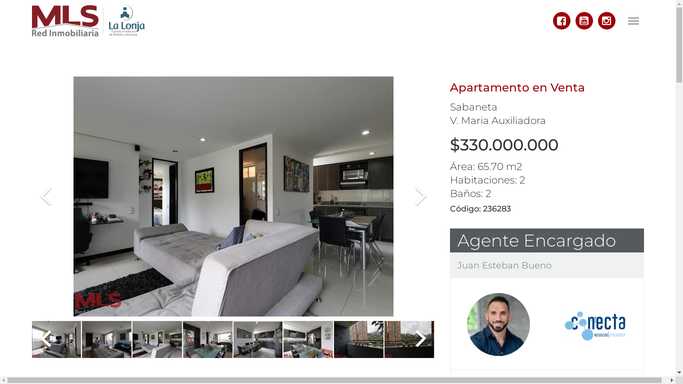 MLS
Red Inmobiliaria
La Lonja
Apartamento en Venta
Sabaneta
V. Maria Auxiliadora
$330.000.000
Área: 65.70 m2
Habitaciones: 2
Baños: 2
Código: 236283
Agente Encargado
Juan Esteban Bueno
conecta
MLS